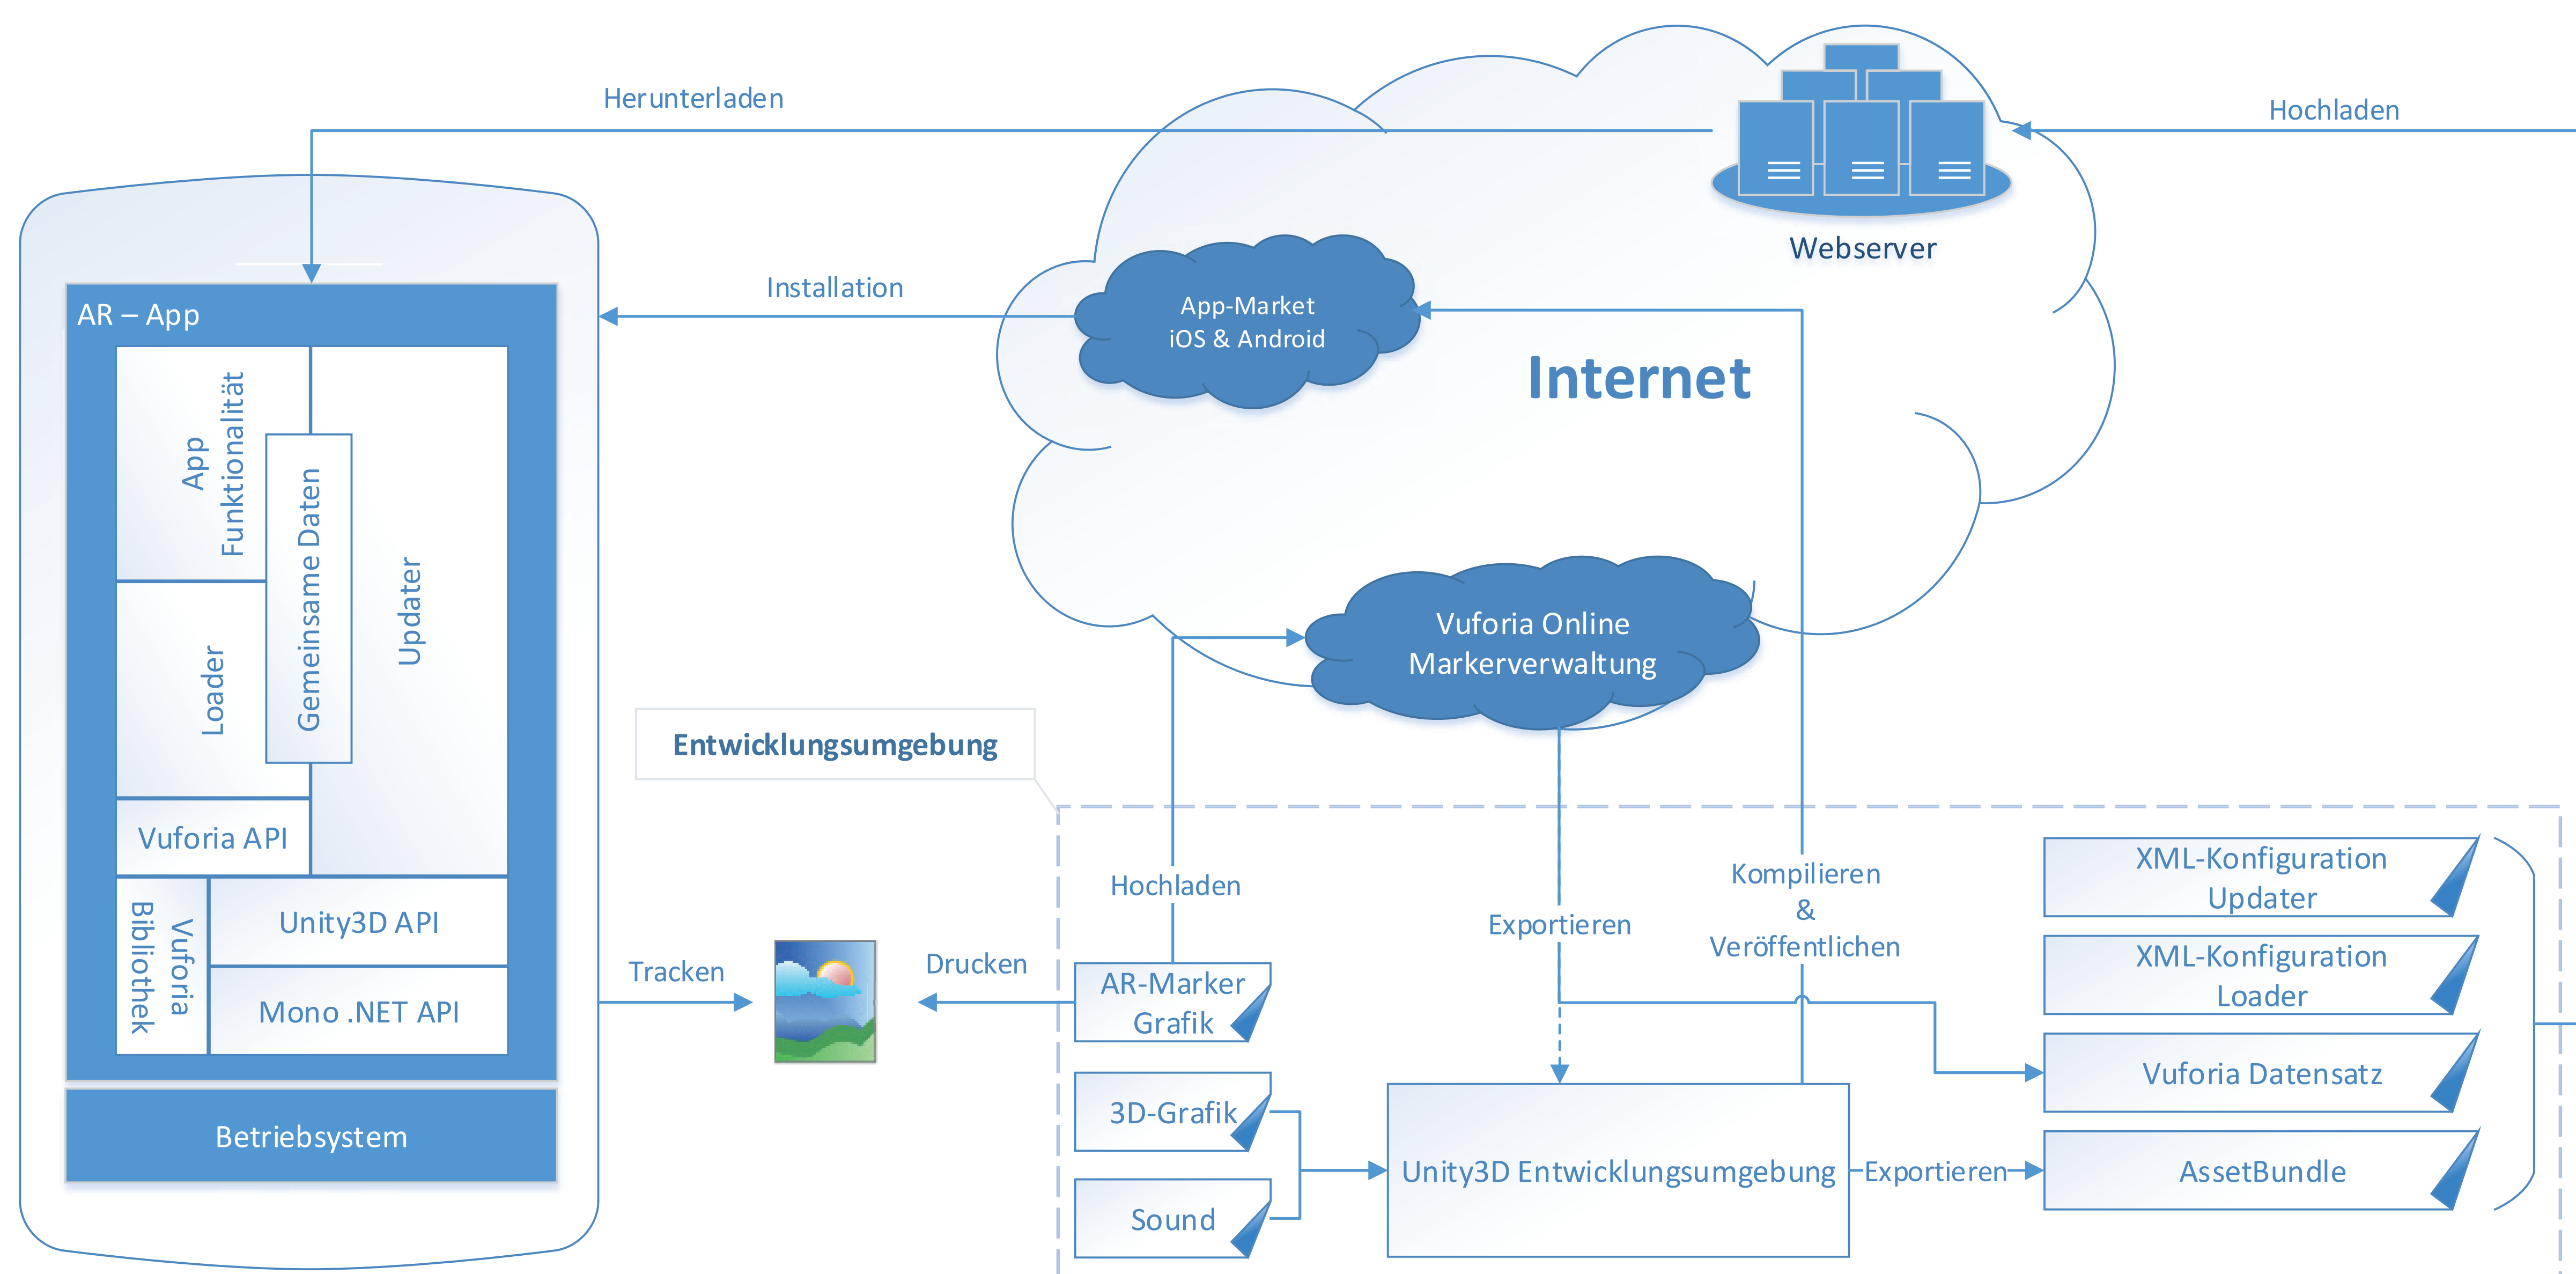 Herunterladen
Hochladen
Webserver
Installation
App-Market
iOS & Android
Internet
AR – App
App
Funktionalität
Gemeinsame Daten
Updater
Loader
Vuforia API
Vuforia
Bibliothek
Unity3D API
Mono .NET API
Betriebsystem
Vuforia Online
Markerverwaltung
Entwicklungsumgebung
Hochladen
Exportieren
Kompilieren
&
Veröffentlichen
Tracken
Drucken
AR-Marker
Grafik
3D-Grafik
Sound
Unity3D Entwicklungsumgebung
Exportieren
XML-Konfiguration
Updater
XML-Konfiguration
Loader
Vuforia Datensatz
AssetBundle